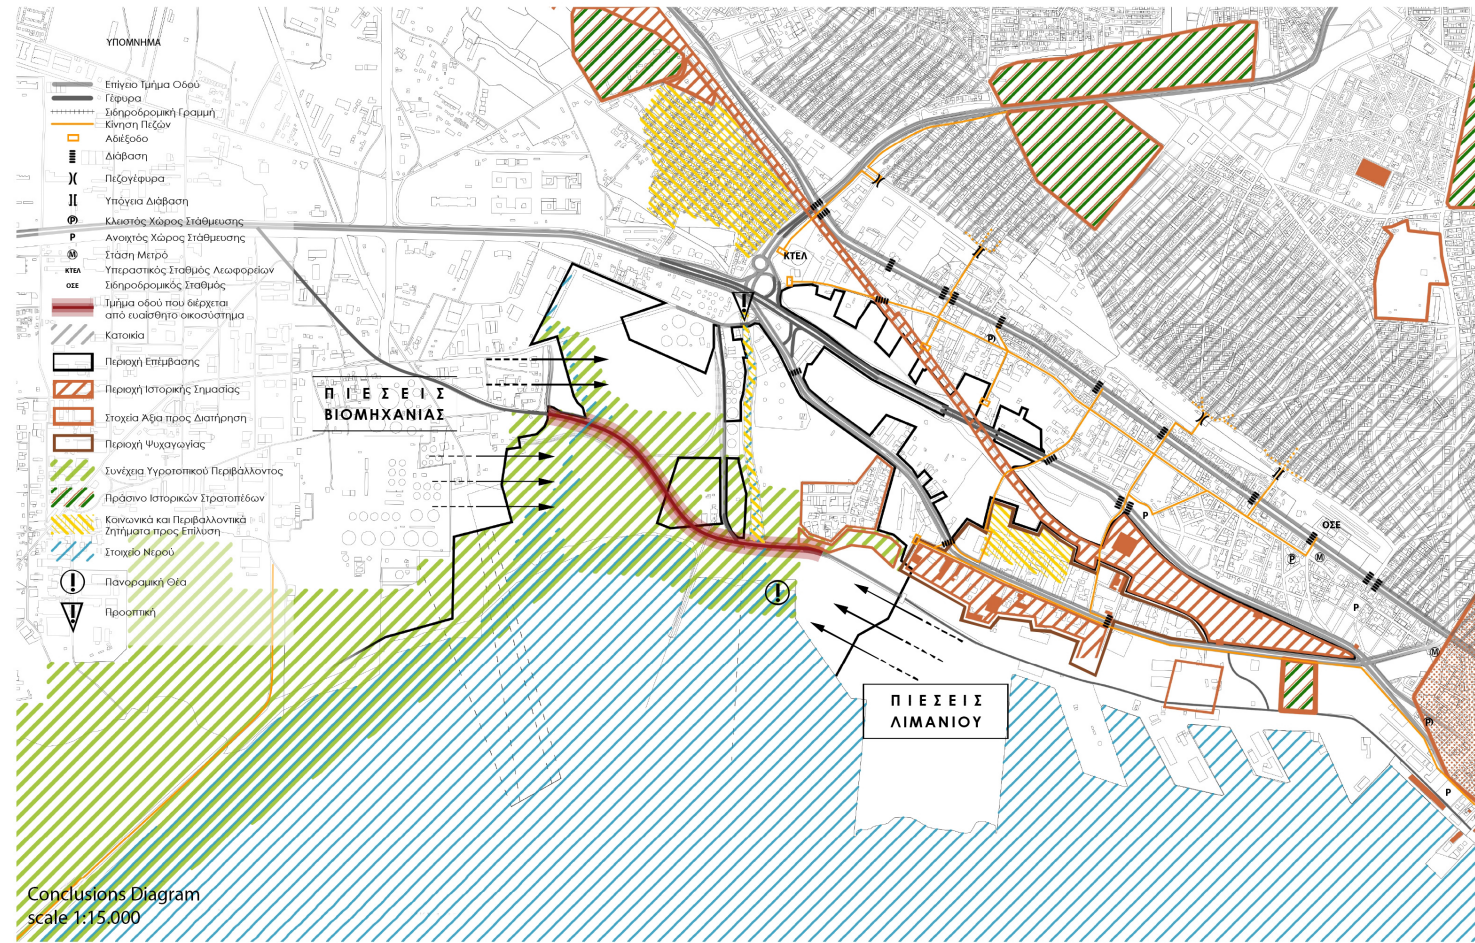 ΥΠΟΜΝΗΜΑ
Επίγειο Τμήμα Οδού
Γέφυρα
Σιδηροδρομική Γραμμή
Κίνηση Πεζών
Αδιέξοδο
Διάβαση
Πεζογέφυρα
Υπόγεια Διάβαση
(P) Κλειστός Χώρος Στάθμευσης
P Ανοιχτός Χώρος Στάθμευσης
M Στάση Μετρό
ΚΤΕΛ Υπεραστικός Σταθμός Λεωφορείων
ΟΣΕ Σιδηροδρομικός Σταθμός
Τμήμα οδού που διέρχεται
από ευαίσθητο οικοσύστημα
Κατοικία
Περιοχή Επέμβασης
Περιοχή Ιστορικής Σημασίας
Στοιχεία Άξια προς Διατήρηση
Περιοχή Ψυχαγωγίας
Συνέχεια Υγροτοπικού Περιβάλλοντος
Πράσινο Ιστορικών Στρατοπέδων
Κοινωνικά και Περιβαλλοντικά
Ζητήματα προς Επίλυση
Στοιχείο Νερού
! Πανοραμική Θέα
! Προοπτική
ΚΤΕΛ
!
ΠΙΕΣΕΙΣ
ΒΙΟΜΗΧΑΝΙΑΣ
(P)
P
ΟΣΕ
P
M
P
M
!
ΠΙΕΣΕΙΣ
ΛΙΜΑΝΙΟΥ
(P)
P
Conclusions Diagram
scale 1:15.000